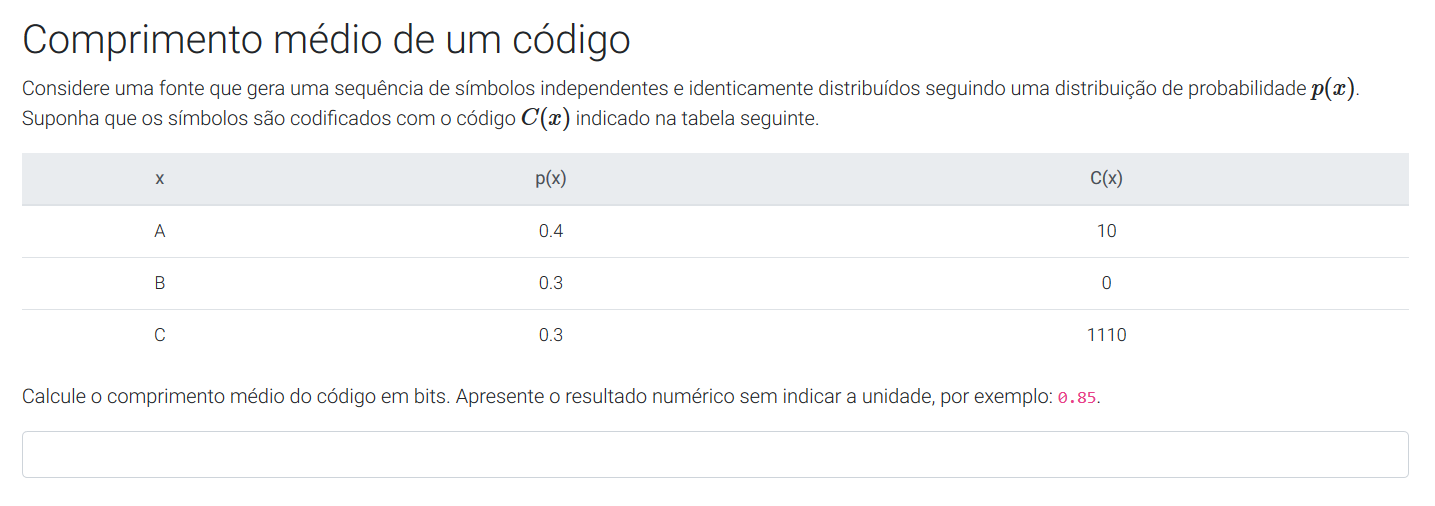 Comprimento médio de um código
Considere uma fonte que gera uma sequência de símbolos independentes e identicamente distribuídos seguindo uma distribuição de probabilidade p(x).
Suponha que os símbolos são codificados com o código C(x) indicado na tabela seguinte.
x p(x) C(x)
A 0.4 10
B 0.3 0
C 0.3 1110
Calcule o comprimento médio do código em bits. Apresente o resultado numérico sem indicar a unidade, por exemplo: 0.85.